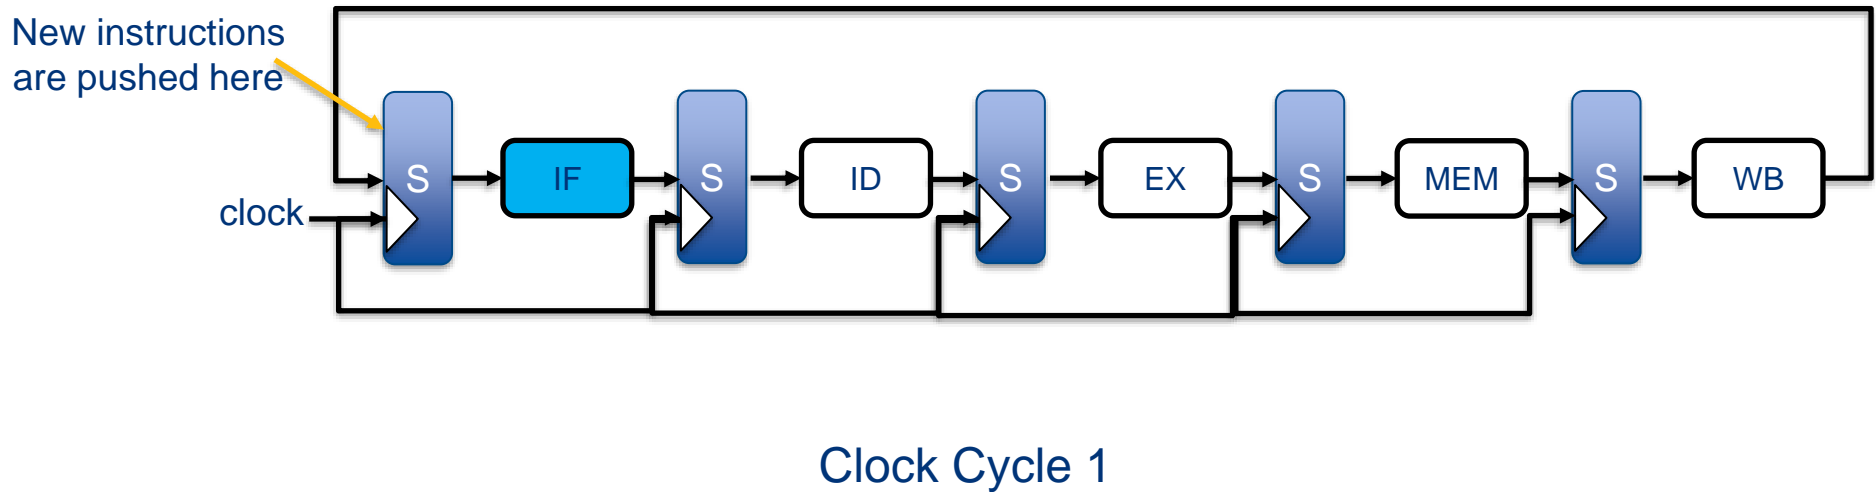 New instructions
are pushed here
S
IF
S
ID
S
EX
S
MEM
S
WB
clock
Clock Cycle 1